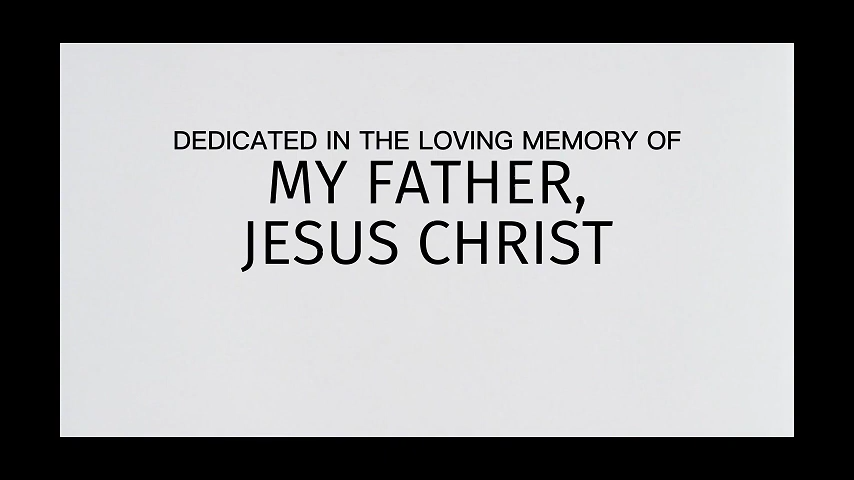 DEDICATED IN THE LOVING MEMORY OF
MY FATHER,
JESUS CHRIST